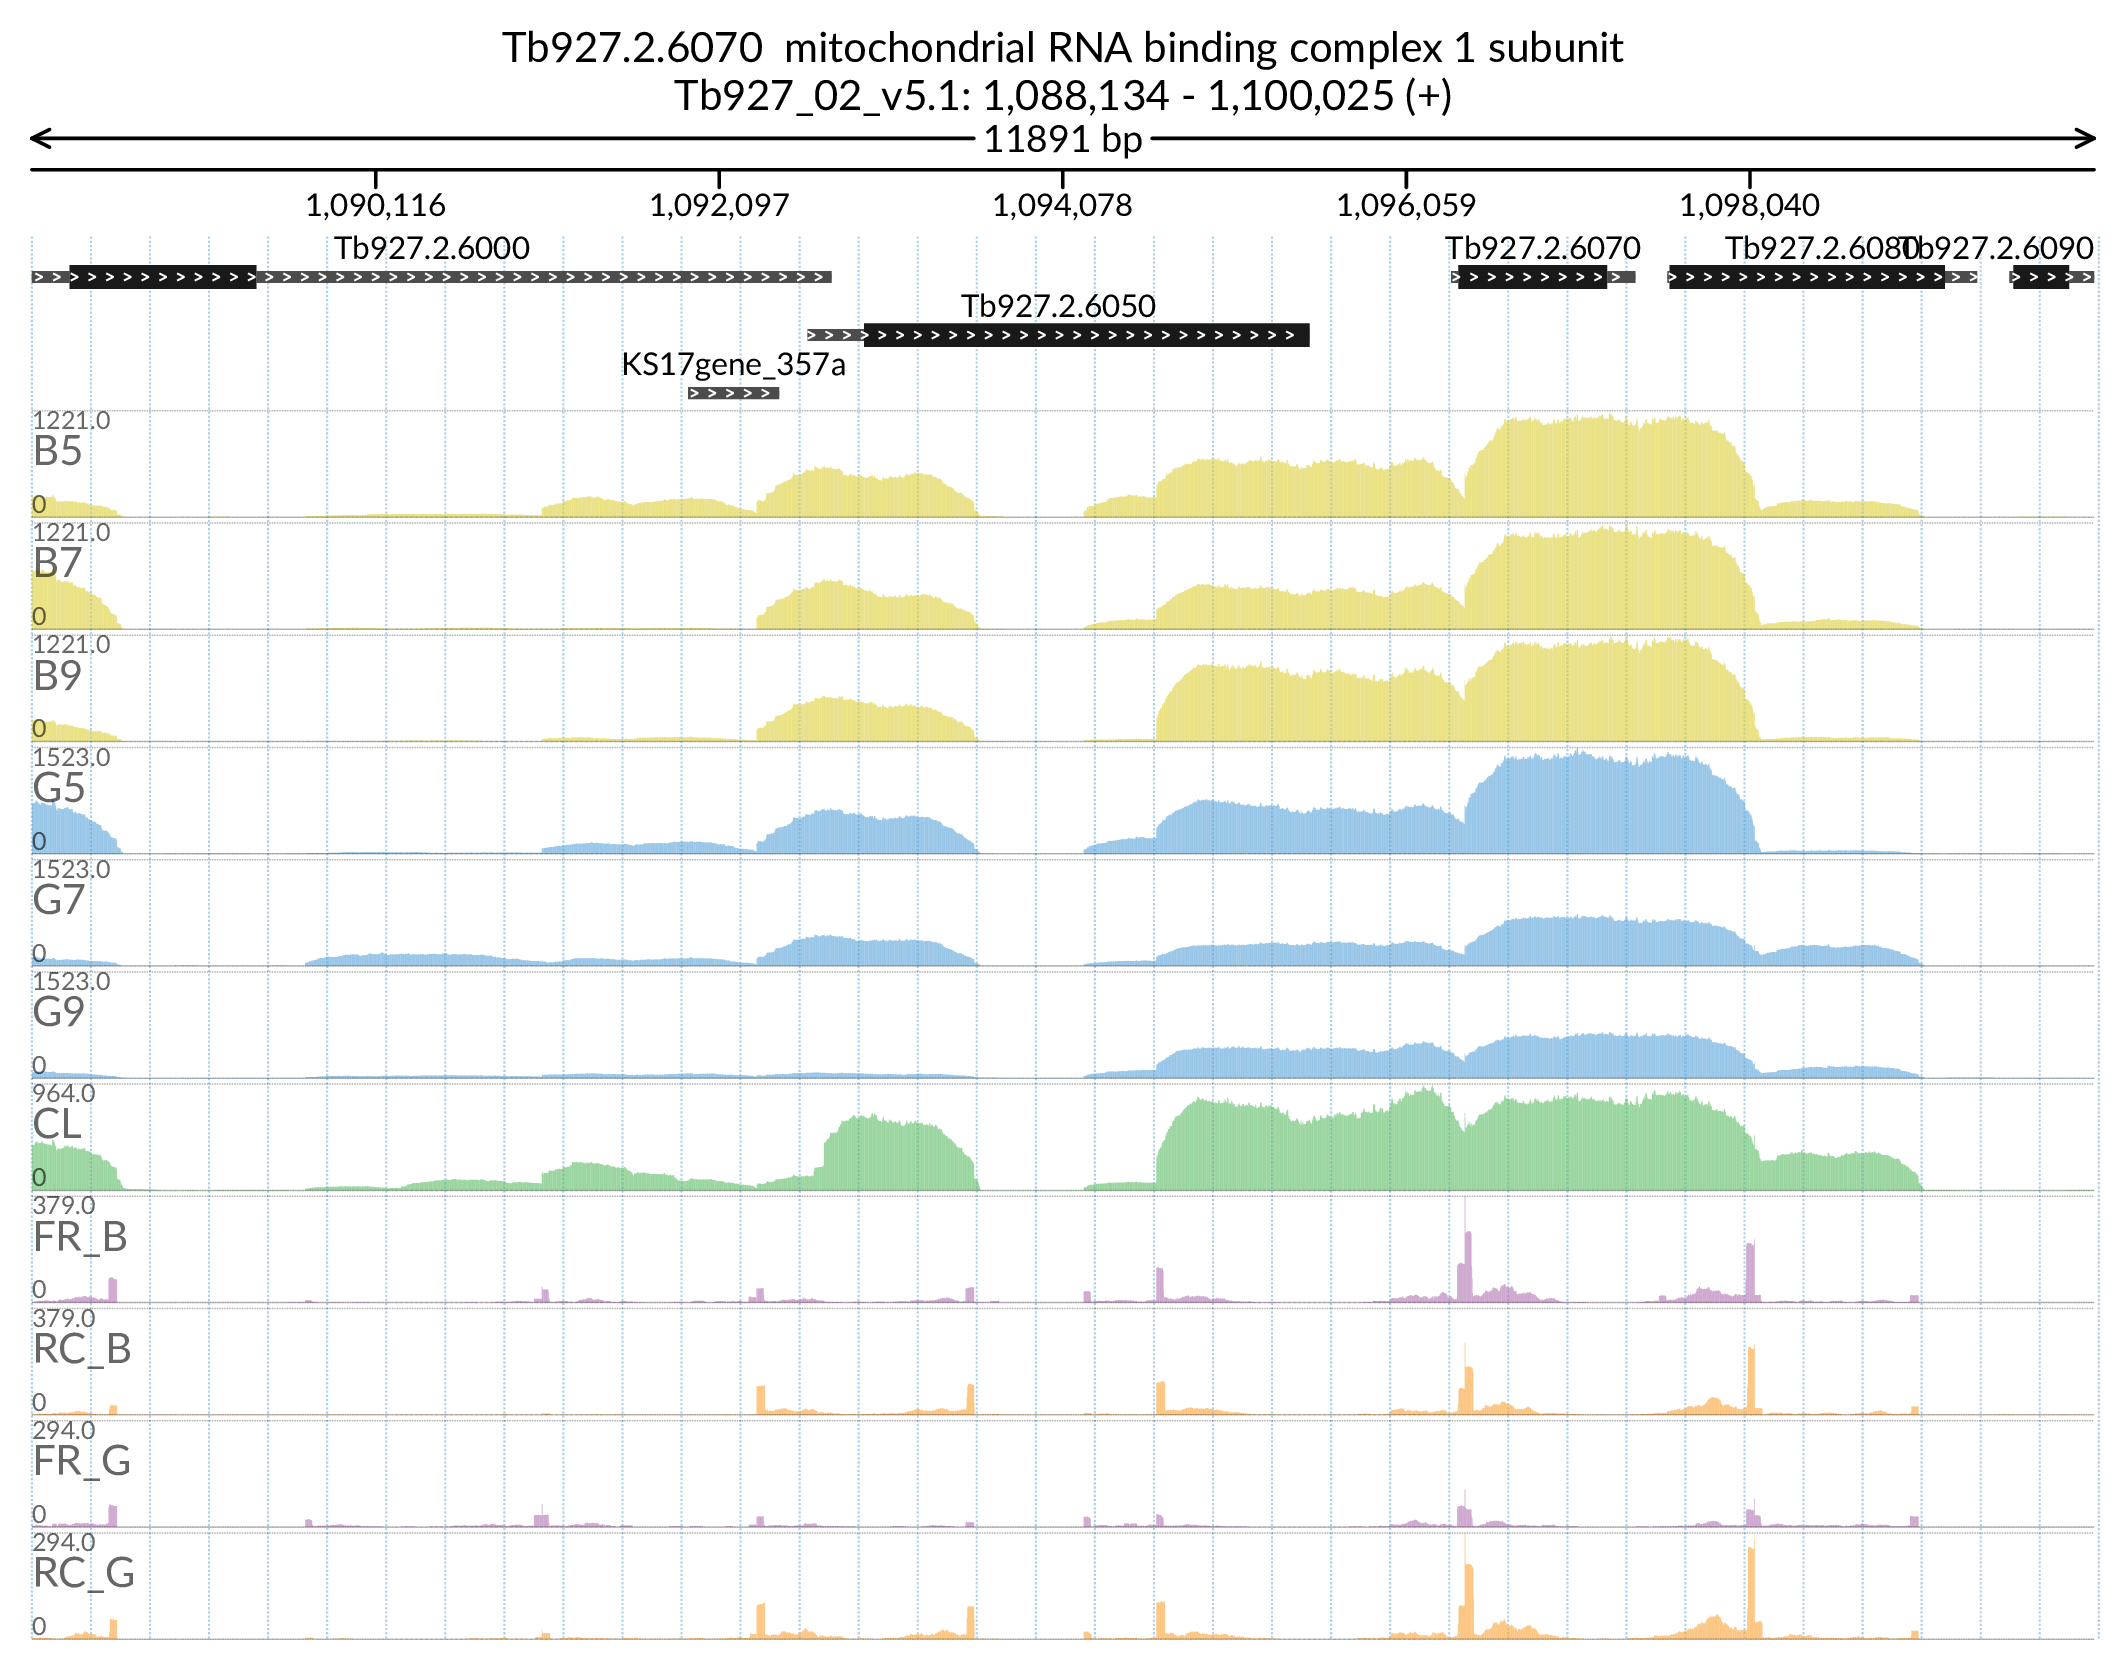 Tb927.2.6070 mitochondrial RNA binding complex 1 subunit
Tb927_02_v5.1: 1,088,134 - 1,100,025 (+)
11891 bp
1,090,116 1,092,097 1,094,078 1,096,059 1,098,040
Tb927.2.6000 Tb927.2.6070 Tb927.2.6080 Tb927.2.6090
Tb927.2.6050
KS17gene_357a
1221.0
B5
0
1221.0
B7
0
1221.0
B9
0
1523.0
G5
0
1523.0
G7
0
1523.0
G9
0
964.0
CL
0
379.0
FR_B
0
379.0
RC_B
0
294.0
FR_G
0
294.0
RC_G
0